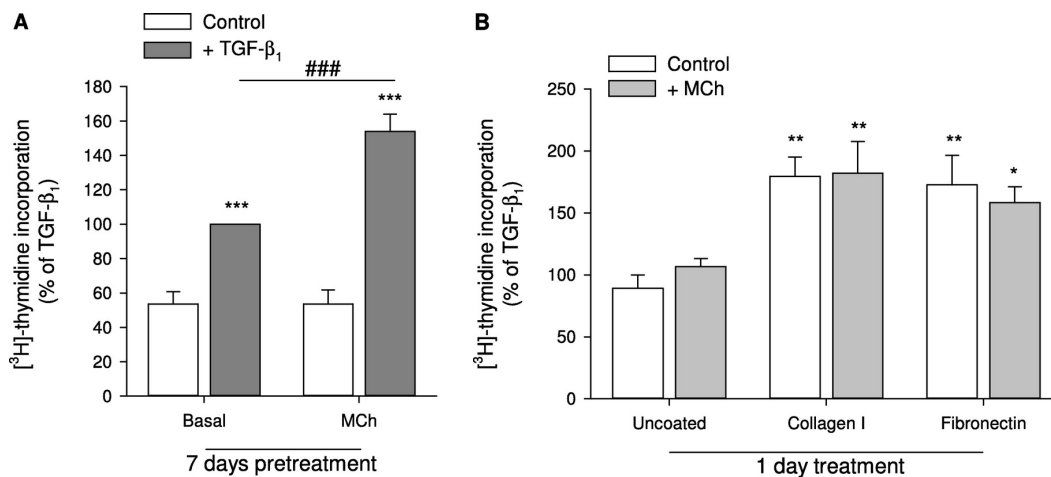 A
Control
+ TGF-β₁
###
***
***
[³H]-thymidine incorporation
(% of TGF-β₁)
180
160
140
120
100
80
60
40
20
0
Basal
MCh
7 days pretreatment
B
Control
+ MCh
**
**
**
*
[³H]-thymidine incorporation
(% of TGF-β₁)
250
200
150
100
50
0
Uncoated
Collagen I
Fibronectin
1 day treatment